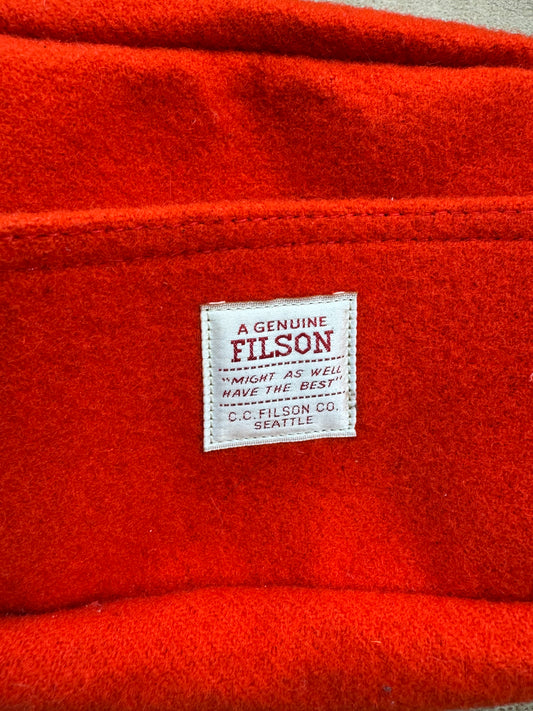 A GENUINE
FILSON
"MIGHT AS WELL
HAVE THE BEST"
C.C. FILSON CO.
SEATTLE